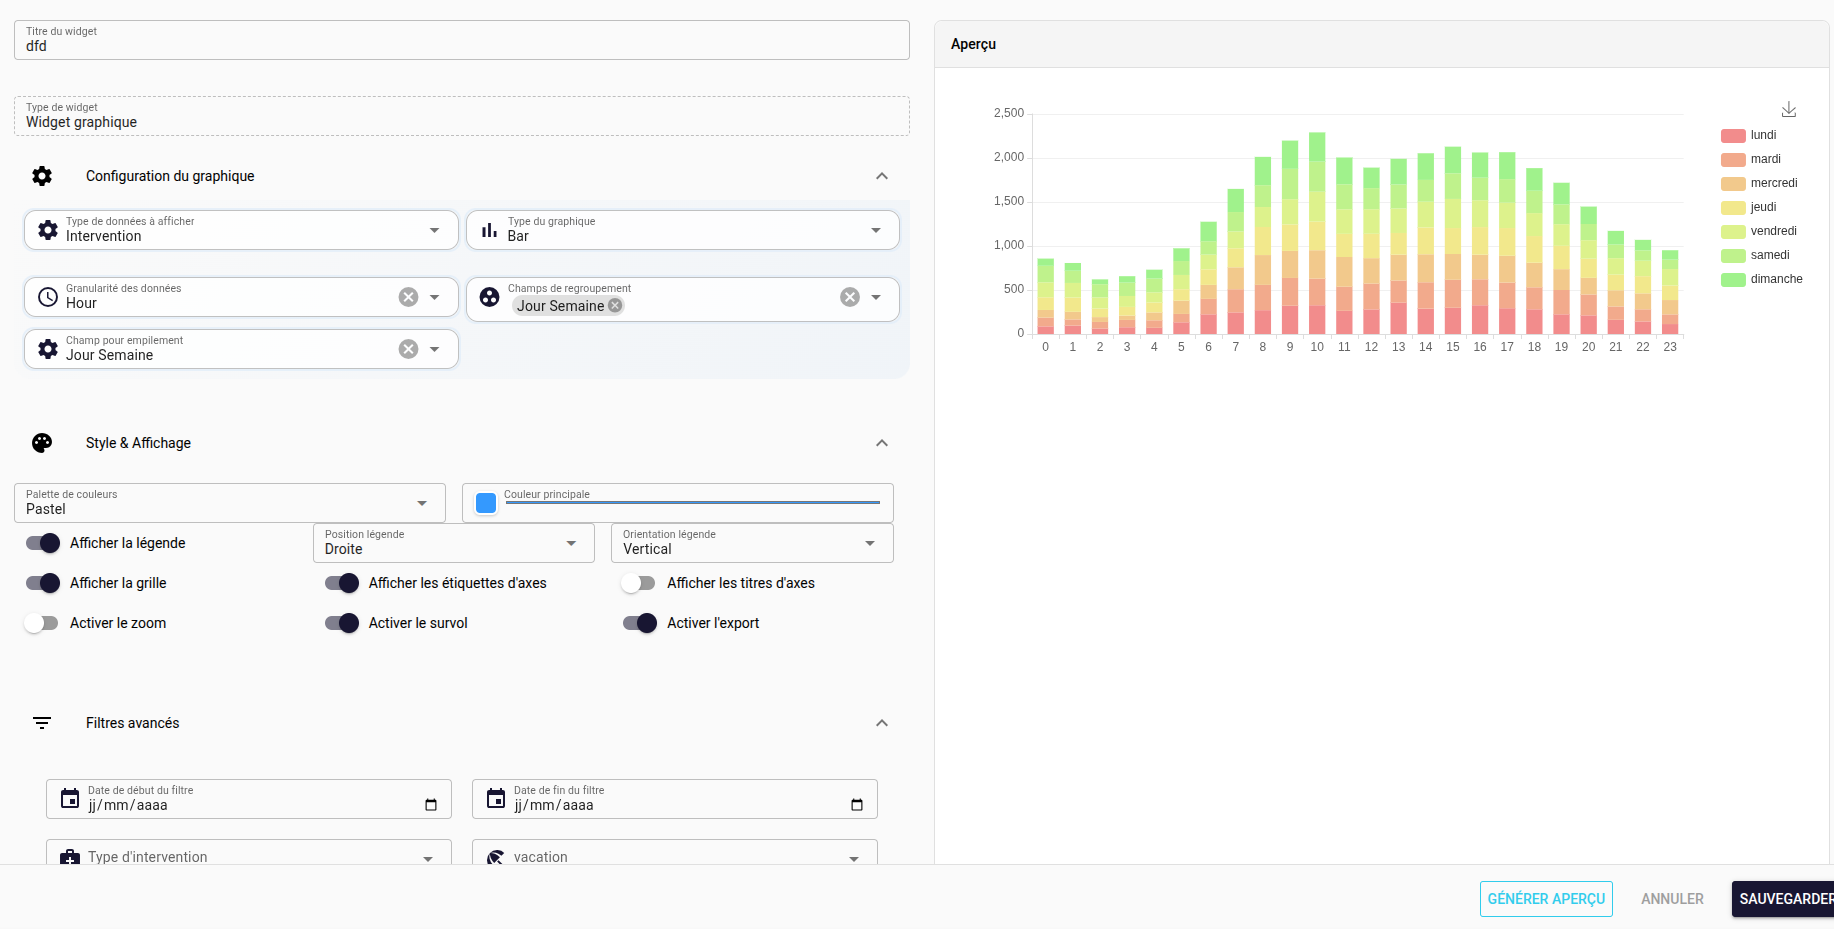 Titre du widget
dfd
Type de widget
Widget graphique
Configuration du graphique
Type de données à afficher
Intervention
Type du graphique
Bar
Granularité des données
Hour
Champs de regroupement
Jour Semaine
Champ pour empilement
Jour Semaine
Style & Affichage
Palette de couleurs
Pastel
Couleur principale
Afficher la légende
Position légende
Droite
Orientation légende
Vertical
Afficher la grille
Afficher les étiquettes d'axes
Afficher les titres d'axes
Activer le zoom
Activer le survol
Activer l'export
Filtres avancés
Date de début du filtre
jj/mm/aaaa
Date de fin du filtre
jj/mm/aaaa
Type d'intervention
vacation
Aperçu
2,500
2,000
1,500
1,000
500
0
0 1 2 3 4 5 6 7 8 9 10 11 12 13 14 15 16 17 18 19 20 21 22 23
lundi
mardi
mercredi
jeudi
vendredi
samedi
dimanche
GÉNÉRER APERÇU
ANNULER
SAUVEGARDER